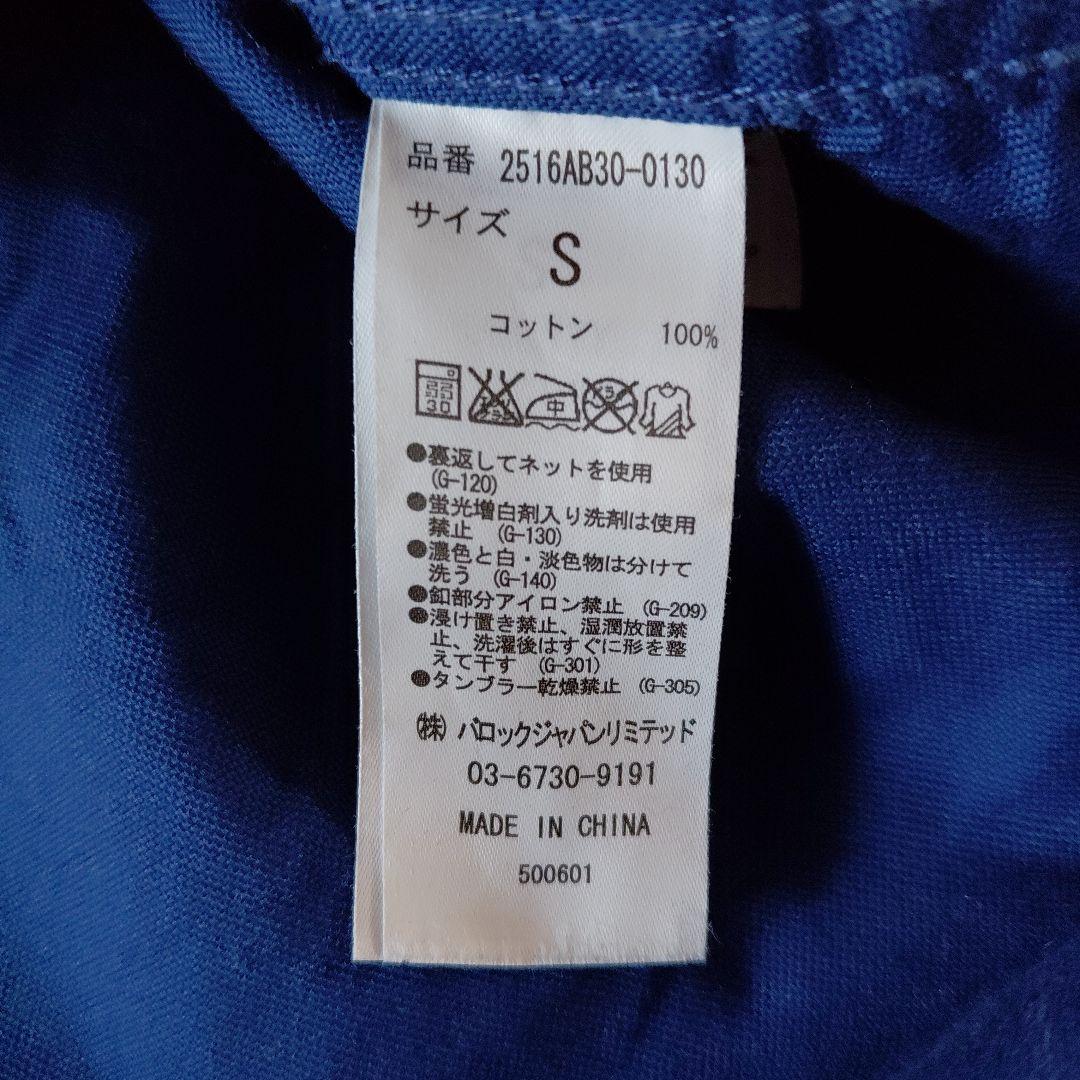 品番 2516AB30-0130
サイズ
S
コットン 100%
30
中
●裏返してネットを使用
(G-120)
●蛍光増白剤入り洗剤は使用
禁止 (G-130)
●濃色と白・淡色物は分けて
洗う (G-140)
●釦部分アイロン禁止 (G-209)
●浸け置き禁止、湿潤放置禁
止、洗濯後はすぐに形を整
えて干す (G-301)
●タンブラー乾燥禁止 (G-305)
㈱ バロックジャパンリミテッド
03-6730-9191
MADE IN CHINA
500601